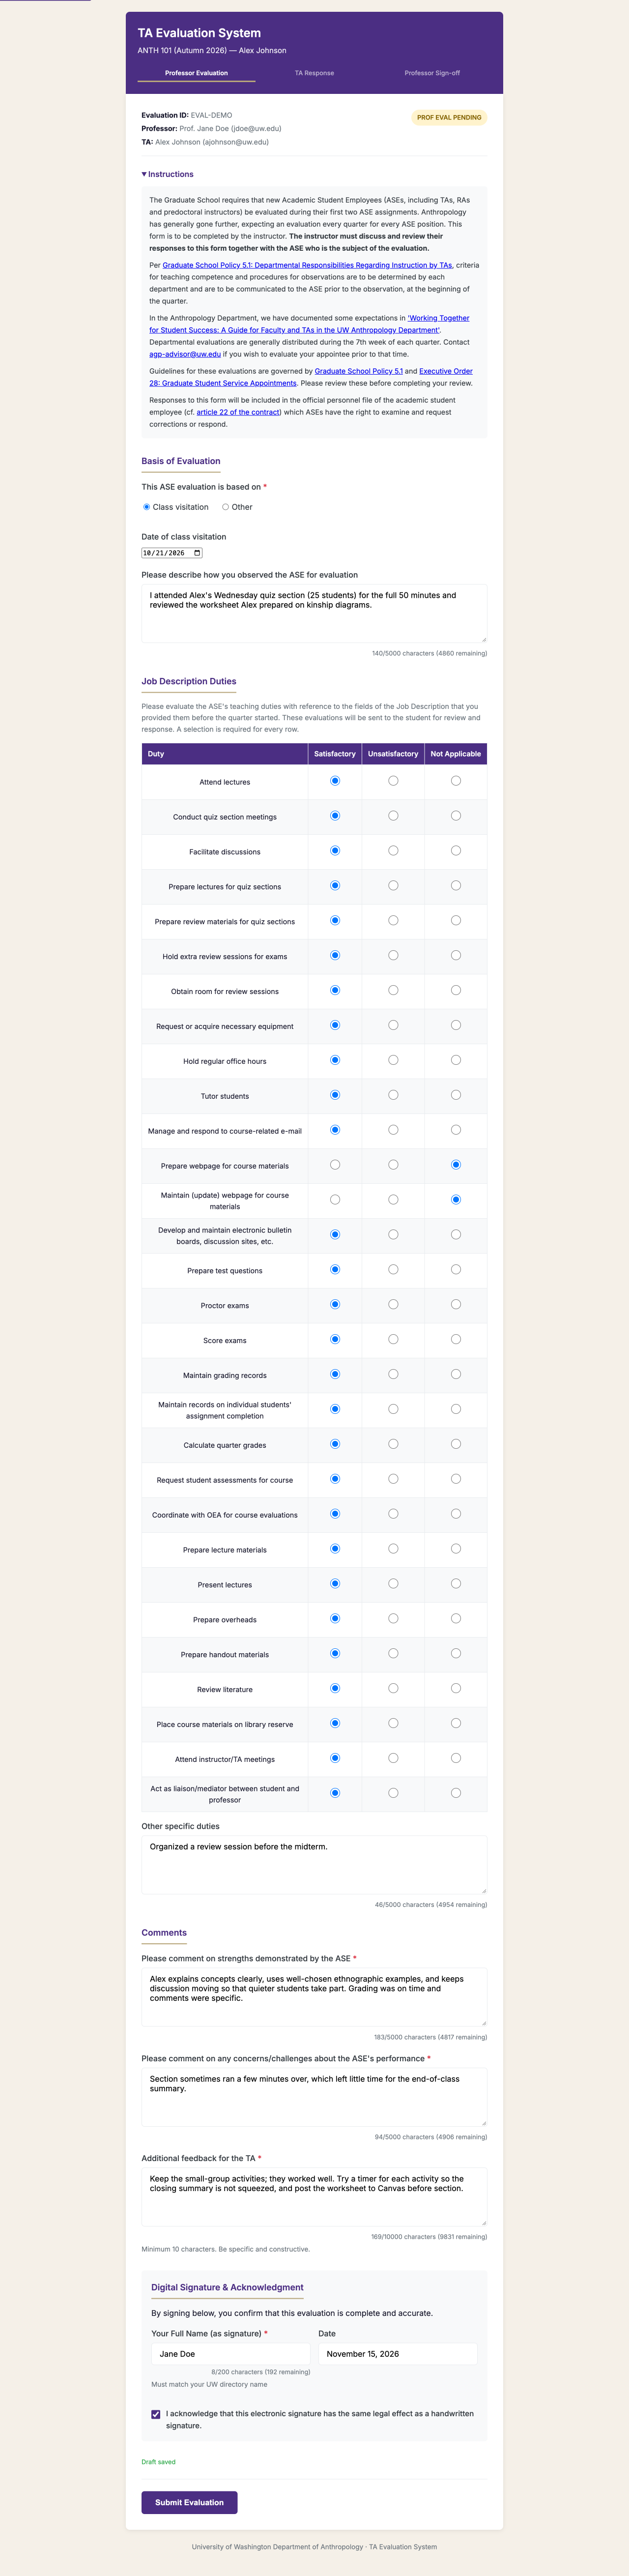 TA Evaluation System
ANTH 101 (Autumn 2026) — Alex Johnson
Professor Evaluation
TA Response
Professor Sign-off
Evaluation ID: EVAL-DEMO
PROF EVAL PENDING
Professor: Prof. Jane Doe (jdoe@uw.edu)
TA: Alex Johnson (ajohnson@uw.edu)
▼ Instructions
The Graduate School requires that new Academic Student Employees (ASEs, including TAs, RAs
and predoctoral instructors) be evaluated during their first two ASE assignments. Anthropology
has generally gone further, expecting an evaluation every quarter for every ASE position. This
form is to be completed by the instructor. The instructor must discuss and review their
responses to this form together with the ASE who is the subject of the evaluation.
Per Graduate School Policy 5.1: Departmental Responsibilities Regarding Instruction by TAs, criteria
for teaching competence and procedures for observations are to be determined by each
department and are to be communicated to the ASE prior to the observation, at the beginning of
the quarter.
In the Anthropology Department, we have documented some expectations in 'Working Together
for Student Success: A Guide for Faculty and TAs in the UW Anthropology Department'.
Departmental evaluations are generally distributed during the 7th week of each quarter. Contact
agp-advisor@uw.edu if you wish to evaluate your appointee prior to that time.
Guidelines for these evaluations are governed by Graduate School Policy 5.1 and Executive Order
28: Graduate Student Service Appointments. Please review these before completing your review.
Responses to this form will be included in the official personnel file of the academic student
employee (cf. article 22 of the contract) which ASEs have the right to examine and request
corrections or respond.
Basis of Evaluation
This ASE evaluation is based on *
Class visitation
Other
Date of class visitation
10/21/2026
Please describe how you observed the ASE for evaluation
I attended Alex's Wednesday quiz section (25 students) for the full 50 minutes and
reviewed the worksheet Alex prepared on kinship diagrams.
140/5000 characters (4860 remaining)
Job Description Duties
Please evaluate the ASE's teaching duties with reference to the fields of the Job Description that you
provided them before the quarter started. These evaluations will be sent to the student for review and
response. A selection is required for every row.
Duty Satisfactory Unsatisfactory Not Applicable
Attend lectures
Conduct quiz section meetings
Facilitate discussions
Prepare lectures for quiz sections
Prepare review materials for quiz sections
Hold extra review sessions for exams
Obtain room for review sessions
Request or acquire necessary equipment
Hold regular office hours
Tutor students
Manage and respond to course-related e-mail
Prepare webpage for course materials
Maintain (update) webpage for course
materials
Develop and maintain electronic bulletin
boards, discussion sites, etc.
Prepare test questions
Proctor exams
Score exams
Maintain grading records
Maintain records on individual students'
assignment completion
Calculate quarter grades
Request student assessments for course
Coordinate with OEA for course evaluations
Prepare lecture materials
Present lectures
Prepare overheads
Prepare handout materials
Review literature
Place course materials on library reserve
Attend instructor/TA meetings
Act as liaison/mediator between student and
professor
Other specific duties
Organized a review session before the midterm.
46/5000 characters (4954 remaining)
Comments
Please comment on strengths demonstrated by the ASE *
Alex explains concepts clearly, uses well-chosen ethnographic examples, and keeps
discussion moving so that quieter students take part. Grading was on time and
comments were specific.
183/5000 characters (4817 remaining)
Please comment on any concerns/challenges about the ASE's performance *
Section sometimes ran a few minutes over, which left little time for the end-of-class
summary.
94/5000 characters (4906 remaining)
Additional feedback for the TA *
Keep the small-group activities; they worked well. Try a timer for each activity so the
closing summary is not squeezed, and post the worksheet to Canvas before section.
169/10000 characters (9831 remaining)
Minimum 10 characters. Be specific and constructive.
Digital Signature & Acknowledgment
By signing below, you confirm that this evaluation is complete and accurate.
Your Full Name (as signature) *
Date
Jane Doe
November 15, 2026
8/200 characters (192 remaining)
Must match your UW directory name
I acknowledge that this electronic signature has the same legal effect as a handwritten
signature.
Draft saved
Submit Evaluation
University of Washington Department of Anthropology · TA Evaluation System